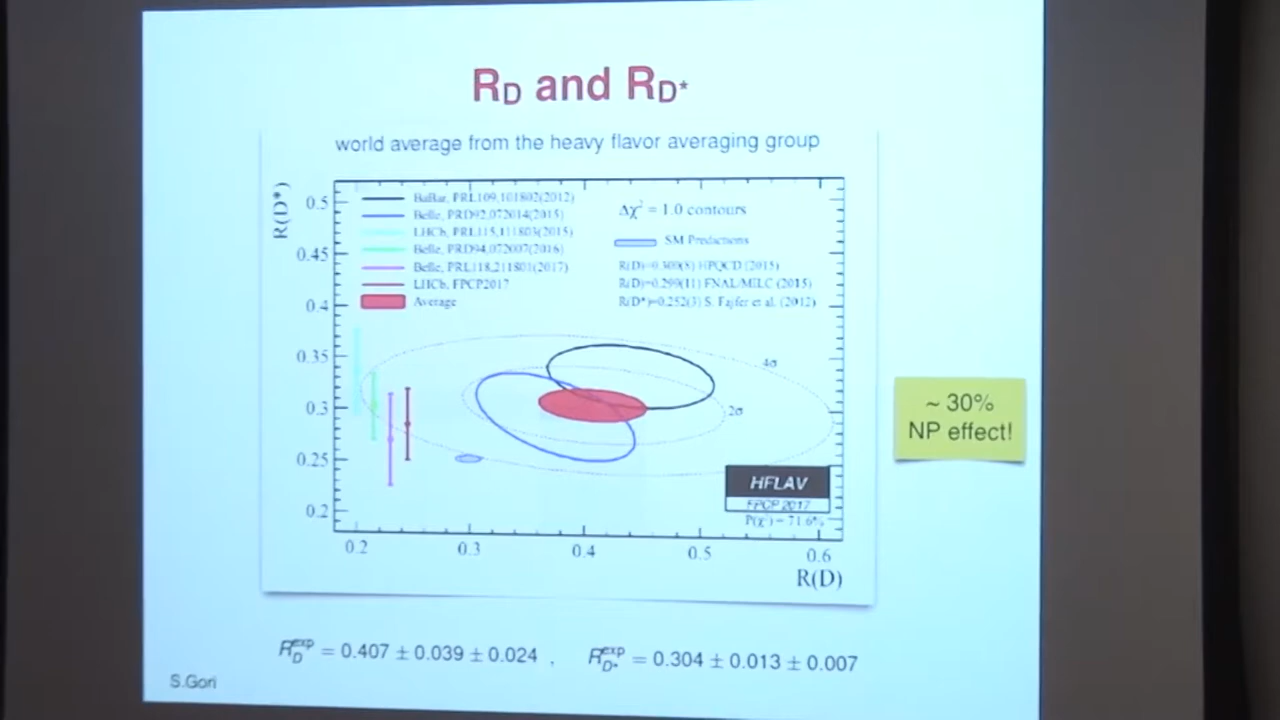 RD and RD*
world average from the heavy flavor averaging group
R(D*)
0.5
0.45
0.4
0.35
0.3
0.25
0.2
BaBar, PRL109,101802(2012)
Belle, PRD92,072014(2015)
LHCb, PRL115,111803(2015)
Belle, PRD94,072007(2016)
Belle, PRL118,211801(2017)
LHCb, FPCP2017
Average
Δχ² = 1.0 contours
SM Predictions
R(D)=0.300(8) HPQCD (2015)
R(D)=0.299(11) FNAL/MILC (2015)
R(D*)=0.252(3) S. Fajfer et al. (2012)
4σ
2σ
HFLAV
FPCP 2017
P(χ²) = 71.6%
0.2 0.3 0.4 0.5 0.6
R(D)
~ 30%
NP effect!
R_D^exp = 0.407 ± 0.039 ± 0.024 , R_D*^exp = 0.304 ± 0.013 ± 0.007
S.Gori